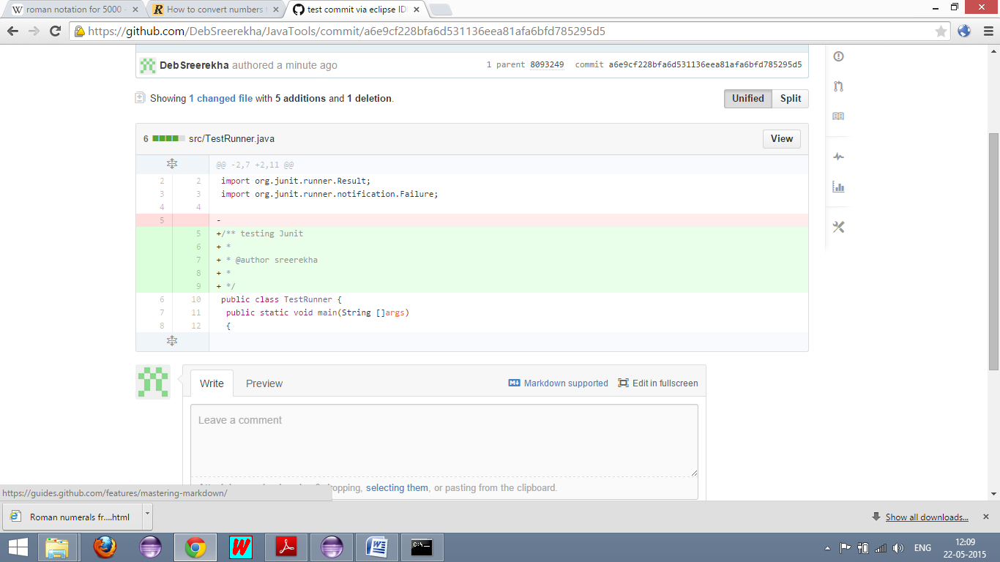 roman notation for 5000 -
How to convert numbers
test commit via eclipse ID
https://github.com/DebSreerekha/JavaTools/commit/a6e9cf228bfa6d531136eea81afa6bfd785295d5
DebSreerekha authored a minute ago
1 parent 8093249 commit a6e9cf228bfa6d531136eea81afa6bfd785295d5
Showing 1 changed file with 5 additions and 1 deletion.
Unified Split
6 src/TestRunner.java
View
@@ -2,7 +2,11 @@
2 2 import org.junit.runner.Result;
3 3 import org.junit.runner.notification.Failure;
4 4
5 -
5 +/** testing Junit
6 + *
7 + * @author sreerekha
8 + *
9 + */
6 10 public class TestRunner {
7 11 public static void main(String []args)
8 12 {
Write Preview Markdown supported Edit in fullscreen
Leave a comment
selecting them, or pasting from the clipboard.
https://guides.github.com/features/mastering-markdown/
Roman numerals fr....html
Show all downloads...
ENG
12:09
22-05-2015